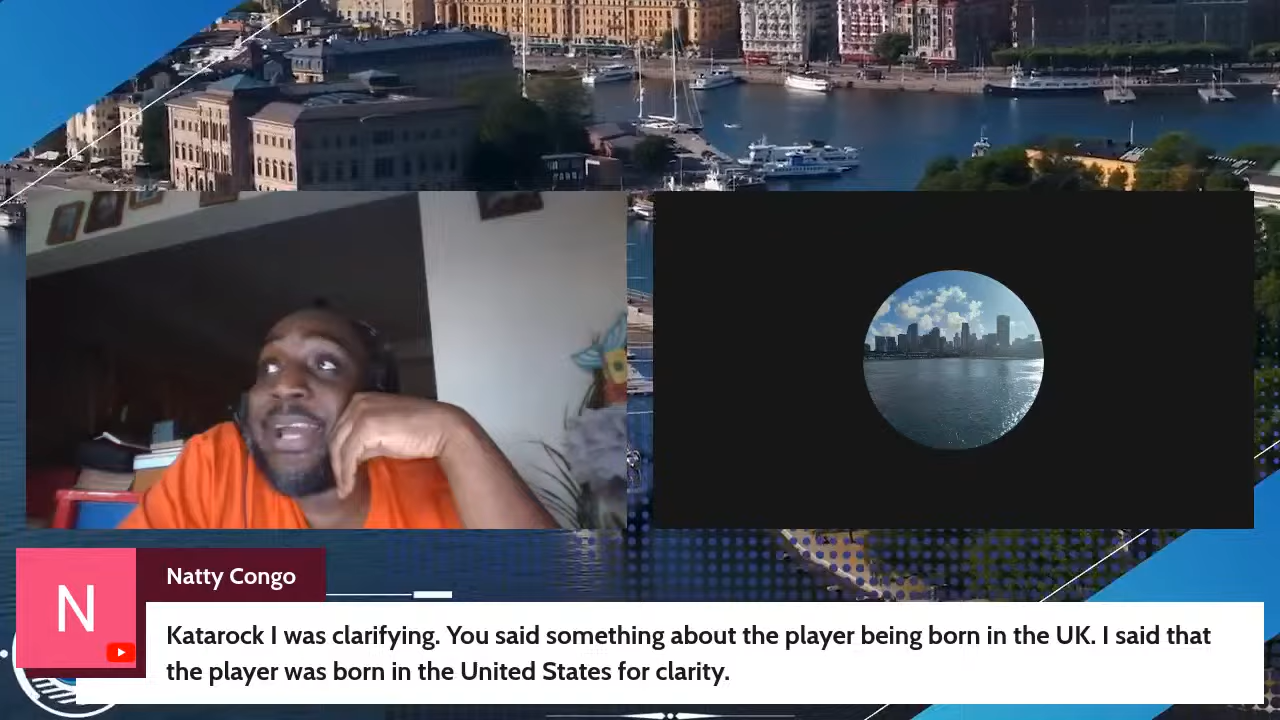 N
Natty Congo
Katarock I was clarifying. You said something about the player being born in the UK. I said that
the player was born in the United States for clarity.